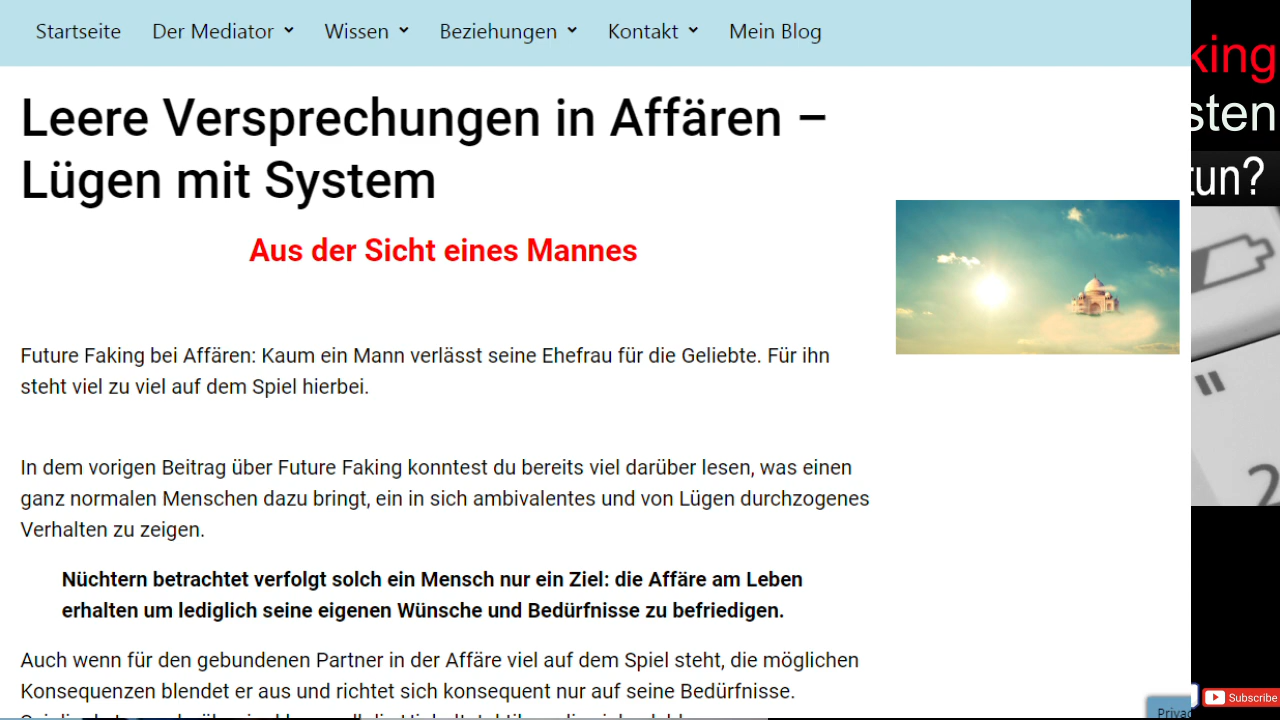 Startseite Der Mediator Wissen Beziehungen Kontakt Mein Blog
Leere Versprechungen in Affären –
Lügen mit System
Aus der Sicht eines Mannes
Future Faking bei Affären: Kaum ein Mann verlässt seine Ehefrau für die Geliebte. Für ihn
steht viel zu viel auf dem Spiel hierbei.
In dem vorigen Beitrag über Future Faking konntest du bereits viel darüber lesen, was einen
ganz normalen Menschen dazu bringt, ein in sich ambivalentes und von Lügen durchzogenes
Verhalten zu zeigen.
Nüchtern betrachtet verfolgt solch ein Mensch nur ein Ziel: die Affäre am Leben
erhalten um lediglich seine eigenen Wünsche und Bedürfnisse zu befriedigen.
Auch wenn für den gebundenen Partner in der Affäre viel auf dem Spiel steht, die möglichen
Konsequenzen blendet er aus und richtet sich konsequent nur auf seine Bedürfnisse.
king
sten
tun?
"
2
Privac
Subscribe